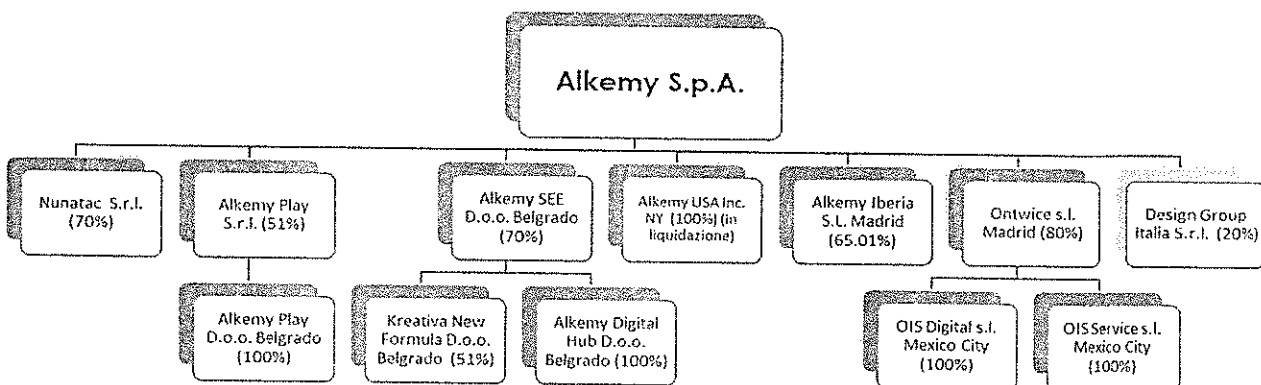 Alkemy S.p.A.
Nunatac S.r.l.
(70%)
Alkemy Play
S.r.l. (51%)
Alkemy SEE
D.o.o. Belgrado
(70%)
Alkemy USA Inc.
NY (100%) (in
liquidazione)
Alkemy Iberia
S.L. Madrid
(65.01%)
Ontwice s.l.
Madrid (80%)
Design Group
Italia S.r.l. (20%)
Alkemy Play
D.o.o. Belgrado
(100%)
Kreativa New
Formula D.o.o.
Belgrado (51%)
Alkemy Digital
Hub D.o.o.
Belgrado (100%)
OIS Digital s.l.
Mexico City
(100%)
OIS Service s.l.
Mexico City
(100%)